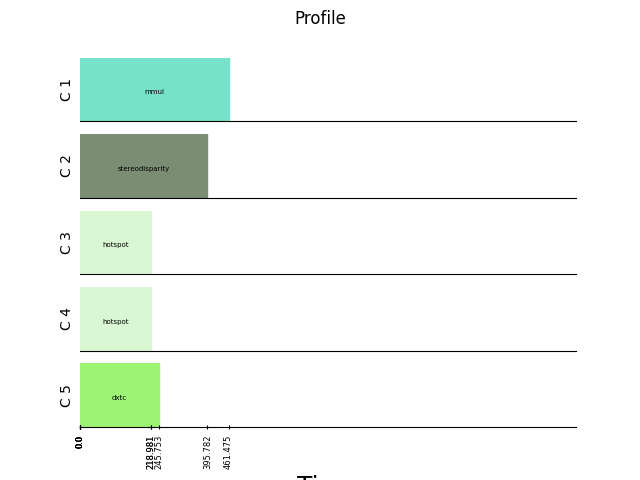 Profile
C 1
mmul
C 2
stereodisparity
C 3
hotspot
C 4
hotspot
C 5
dxtc
0.0
218.981
245.753
395.782
461.475